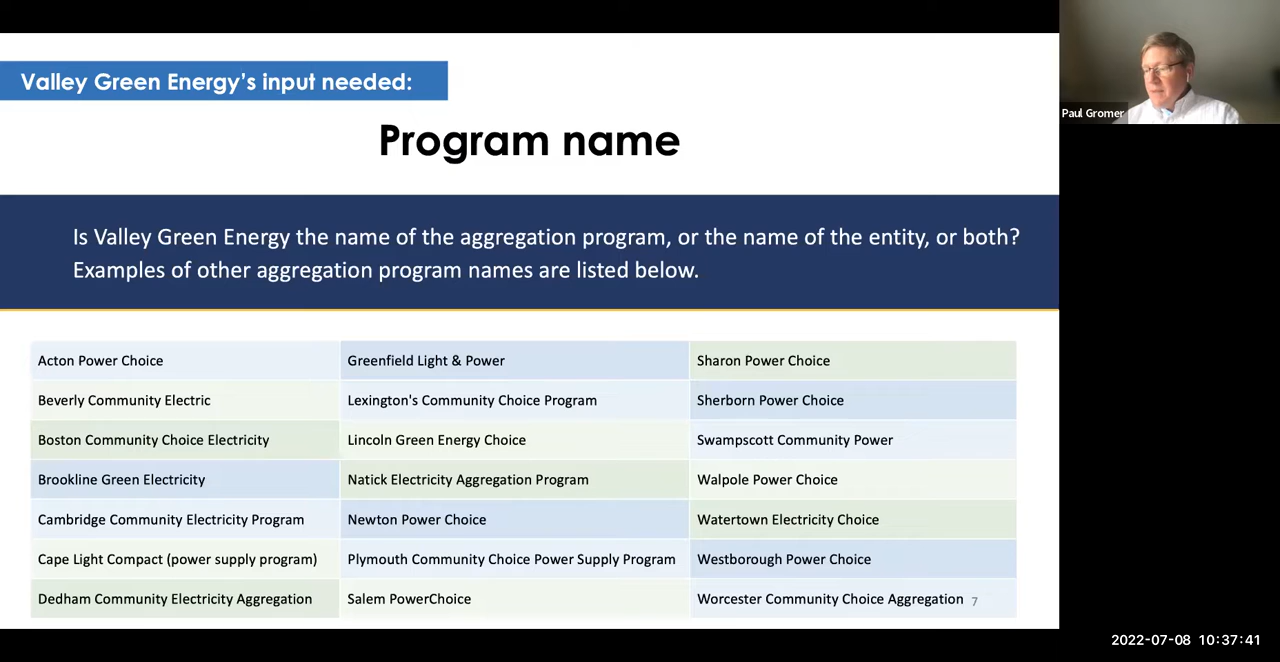 Valley Green Energy's input needed:
Paul Gromer
Program name
Is Valley Green Energy the name of the aggregation program, or the name of the entity, or both?
Examples of other aggregation program names are listed below.
Acton Power Choice
Greenfield Light & Power
Sharon Power Choice
Beverly Community Electric
Lexington's Community Choice Program
Sherborn Power Choice
Boston Community Choice Electricity
Lincoln Green Energy Choice
Swampscott Community Power
Brookline Green Electricity
Natick Electricity Aggregation Program
Walpole Power Choice
Cambridge Community Electricity Program
Newton Power Choice
Watertown Electricity Choice
Cape Light Compact (power supply program)
Plymouth Community Choice Power Supply Program
Westborough Power Choice
Dedham Community Electricity Aggregation
Salem PowerChoice
Worcester Community Choice Aggregation
7
2022-07-08 10:37:41